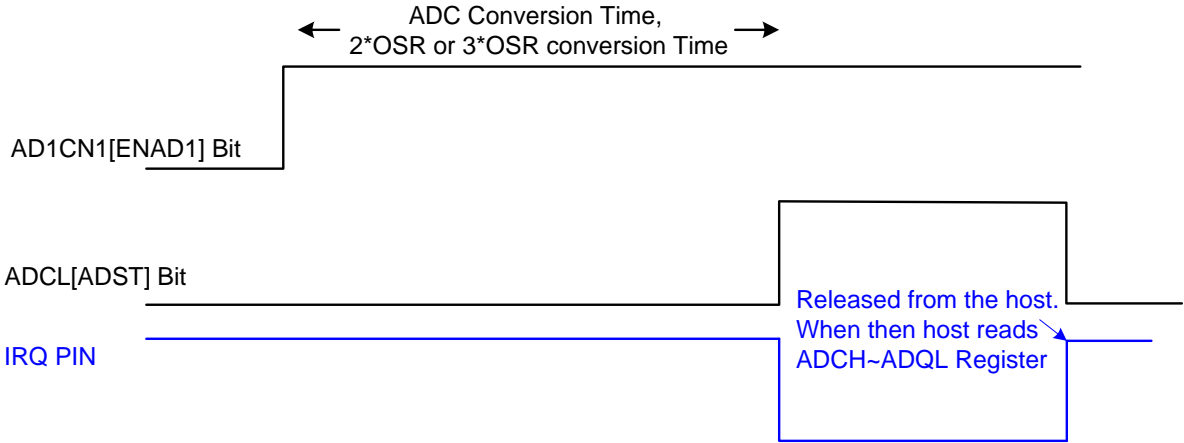 ADC Conversion Time,
2*OSR or 3*OSR conversion Time
AD1CN1[ENAD1] Bit
ADCL[ADST] Bit
Released from the host.
When then host reads
ADCH~ADQL Register
IRQ PIN